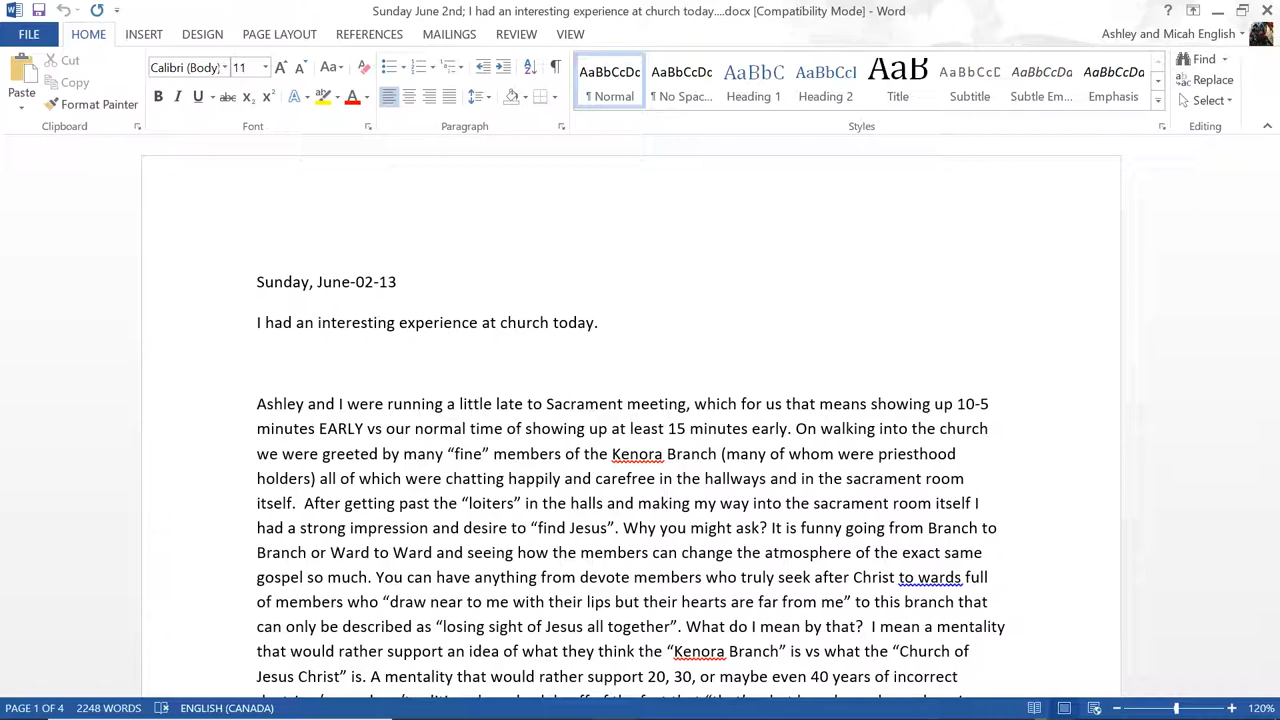 Sunday June 2nd; I had an interesting experience at church today....docx [Compatibility Mode] - Word
FILE HOME INSERT DESIGN PAGE LAYOUT REFERENCES MAILINGS REVIEW VIEW Ashley and Micah English
Cut
Copy
Format Painter
Paste
Calibri (Body) 11
AaBbCcDc AaBbCcDc AaBbC AaBbCcI AaB AaBbCcD AaBbCcDc AaBbCcDc
¶ Normal ¶ No Spac... Heading 1 Heading 2 Title Subtitle Subtle Em... Emphasis
Find
Replace
Select
Clipboard Font Paragraph Styles Editing
Sunday, June-02-13
I had an interesting experience at church today.
Ashley and I were running a little late to Sacrament meeting, which for us that means showing up 10-5
minutes EARLY vs our normal time of showing up at least 15 minutes early. On walking into the church
we were greeted by many “fine” members of the Kenora Branch (many of whom were priesthood
holders) all of which were chatting happily and carefree in the hallways and in the sacrament room
itself.  After getting past the “loiters” in the halls and making my way into the sacrament room itself I
had a strong impression and desire to “find Jesus”. Why you might ask? It is funny going from Branch to
Branch or Ward to Ward and seeing how the members can change the atmosphere of the exact same
gospel so much. You can have anything from devote members who truly seek after Christ to wards full
of members who “draw near to me with their lips but their hearts are far from me” to this branch that
can only be described as “losing sight of Jesus all together”. What do I mean by that?  I mean a mentality
that would rather support an idea of what they think the “Kenora Branch” is vs what the “Church of
Jesus Christ” is. A mentality that would rather support 20, 30, or maybe even 40 years of incorrect
PAGE 1 OF 4 2248 WORDS ENGLISH (CANADA) 120%